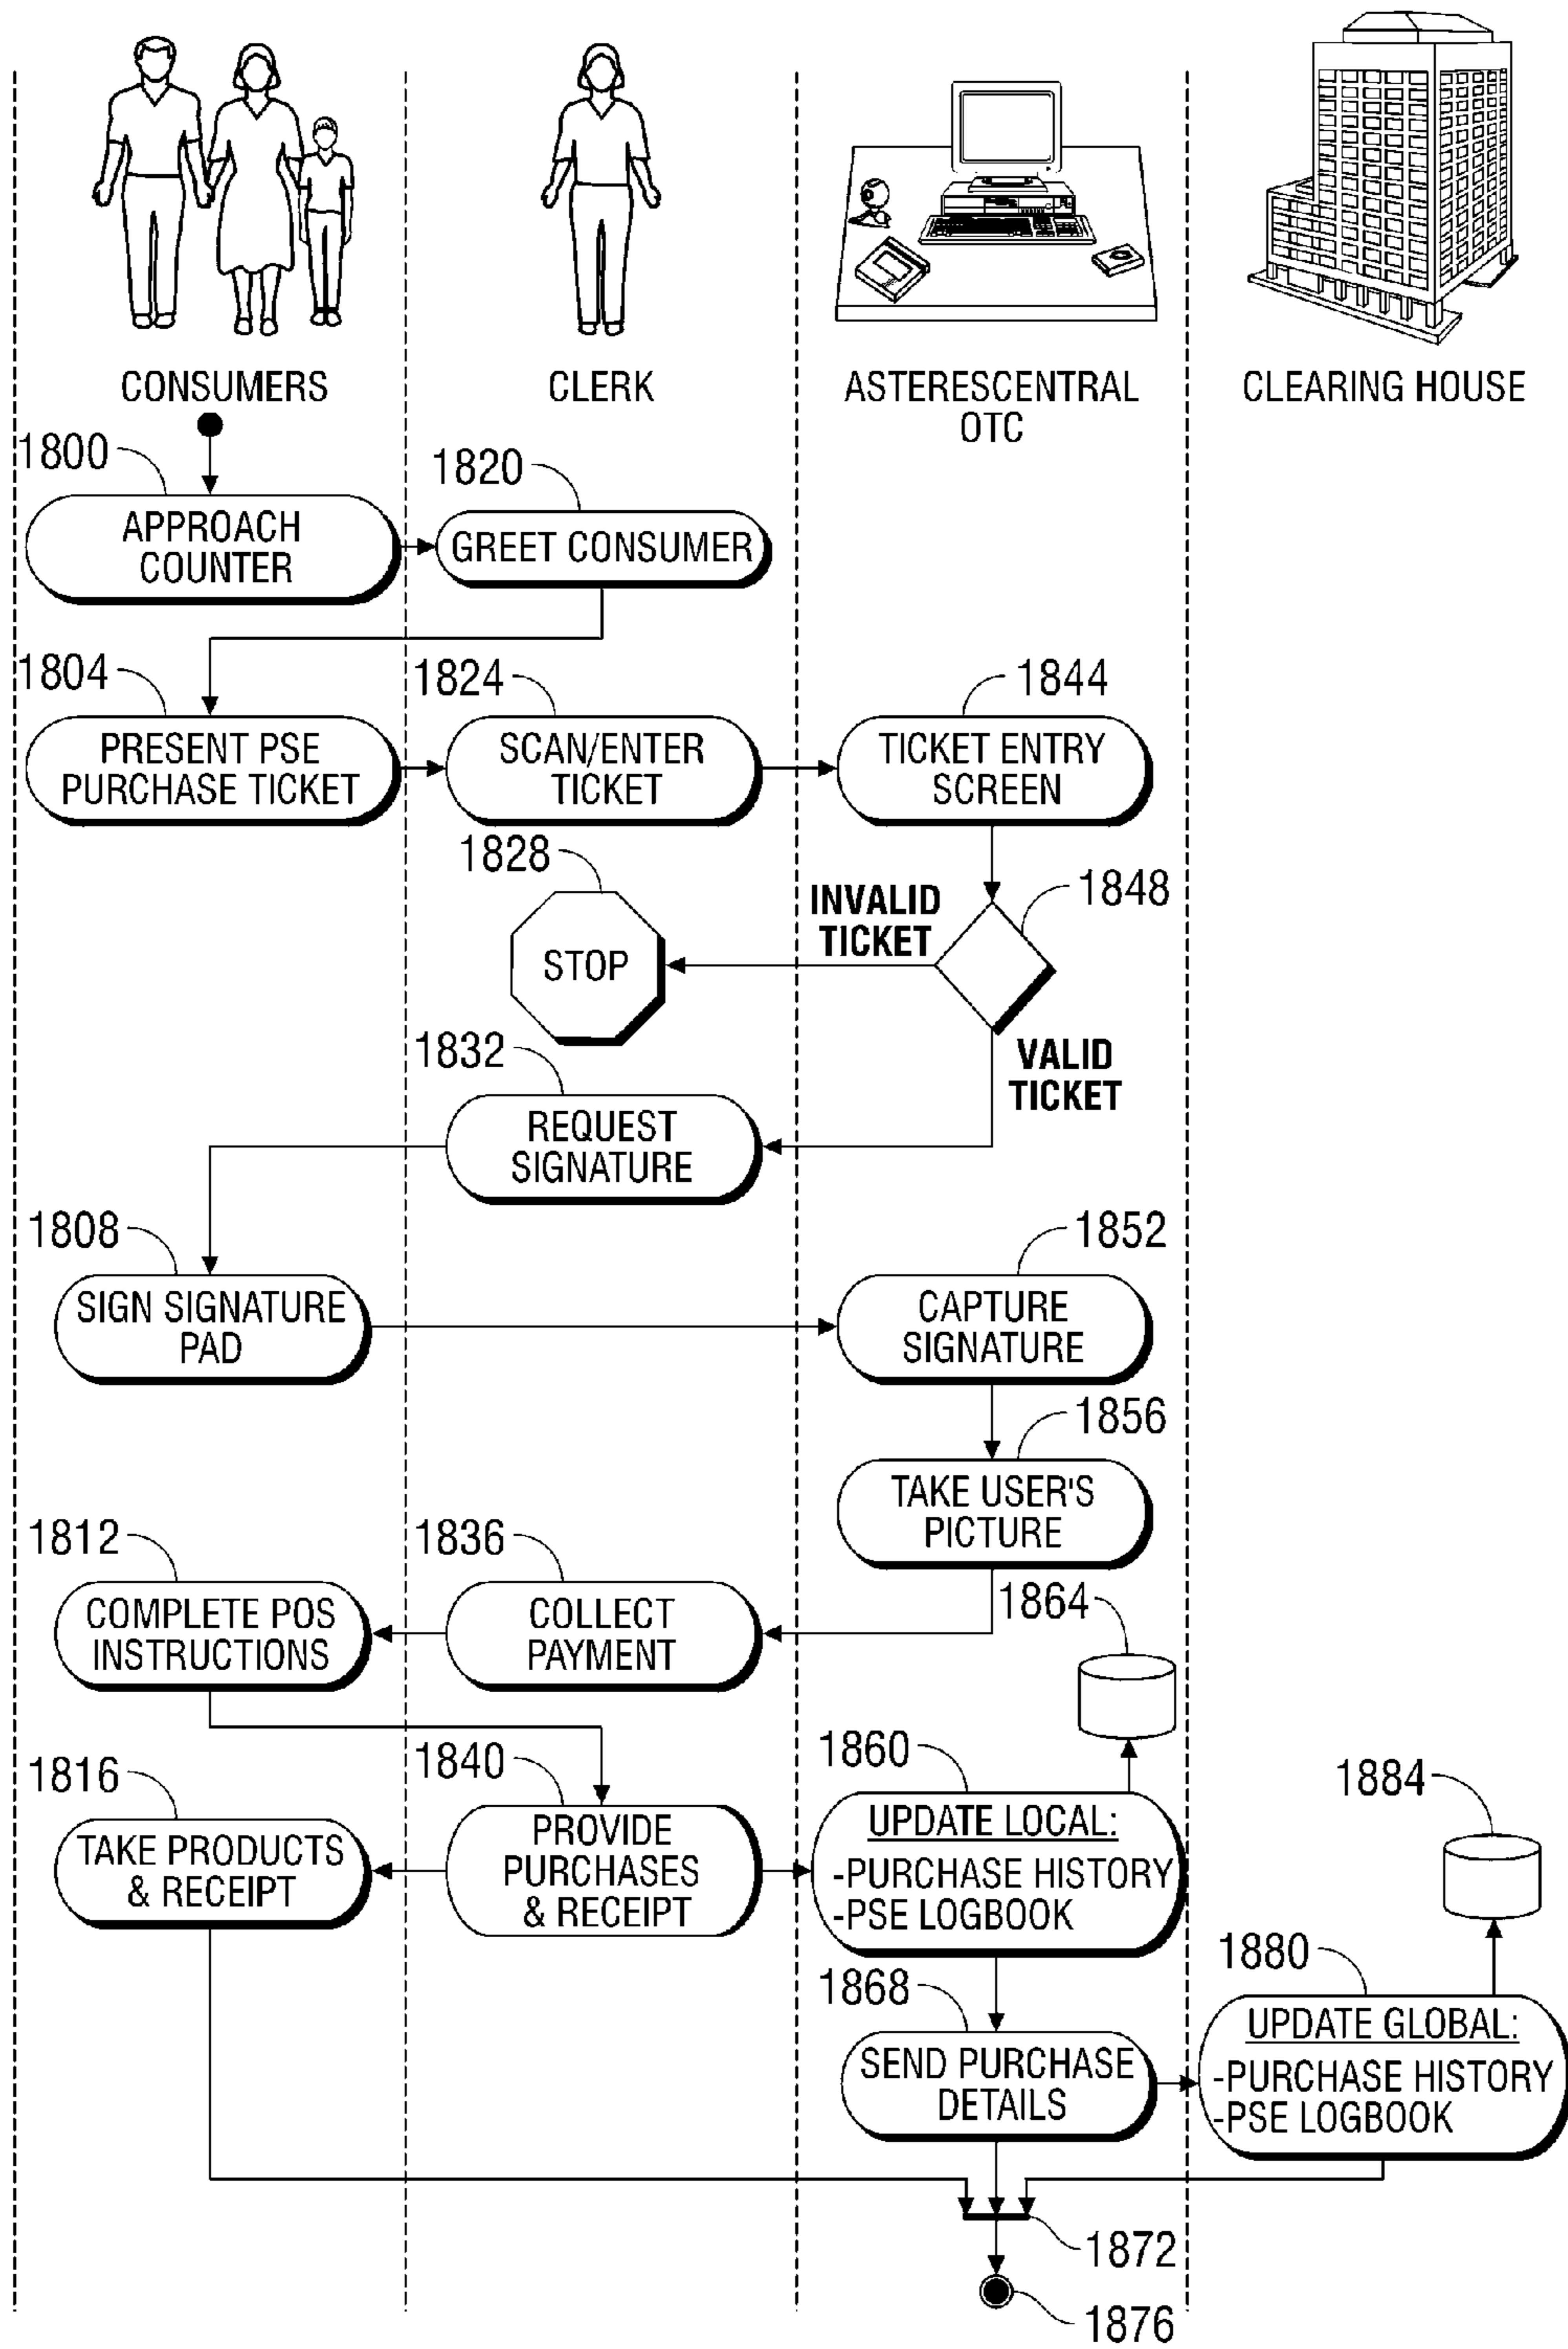 CONSUMERS
CLERK
ASTERESCENTRAL
OTC
CLEARING HOUSE
1800
1820
APPROACH
COUNTER
GREET CONSUMER
1804
1824
1844
PRESENT PSE
PURCHASE TICKET
SCAN/ENTER
TICKET
TICKET ENTRY
SCREEN
1828
1848
INVALID
TICKET
STOP
1832
VALID
TICKET
REQUEST
SIGNATURE
1808
1852
SIGN SIGNATURE
PAD
CAPTURE
SIGNATURE
1856
TAKE USER'S
PICTURE
1812
1836
1864
COMPLETE POS
INSTRUCTIONS
COLLECT
PAYMENT
1816
1840
1860
1884
TAKE PRODUCTS
& RECEIPT
PROVIDE
PURCHASES
& RECEIPT
UPDATE LOCAL:
-PURCHASE HISTORY
-PSE LOGBOOK
1868
1880
SEND PURCHASE
DETAILS
UPDATE GLOBAL:
-PURCHASE HISTORY
-PSE LOGBOOK
1872
1876